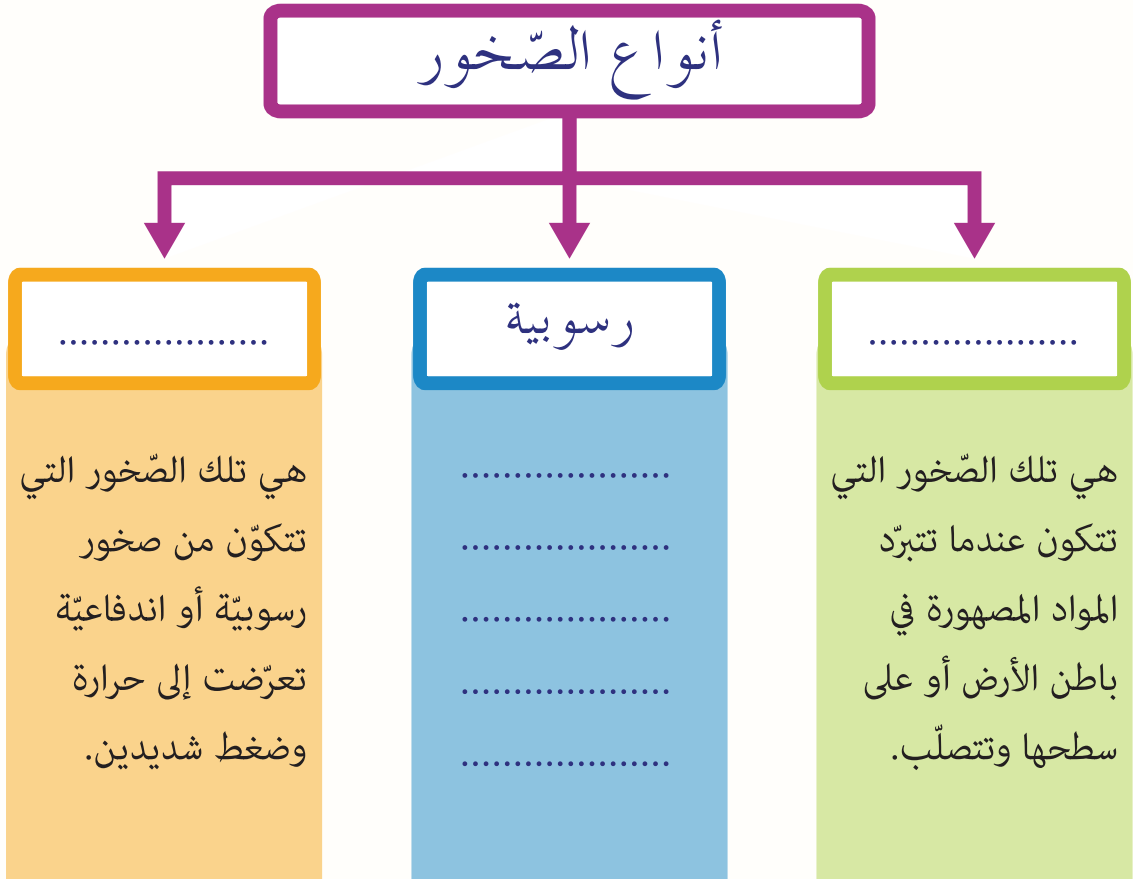 أنواع الصّخور
....................
هي تلك الصّخور التي
تتكون عندما تتبرّد
المواد المصهورة في
باطن الأرض أو على
سطحها وتتصلّب.
رسوبية
....................
....................
....................
....................
....................
....................
هي تلك الصّخور التي
تتكوّن من صخور
رسوبيّة أو اندفاعيّة
تعرّضت إلى حرارة
وضغط شديدين.